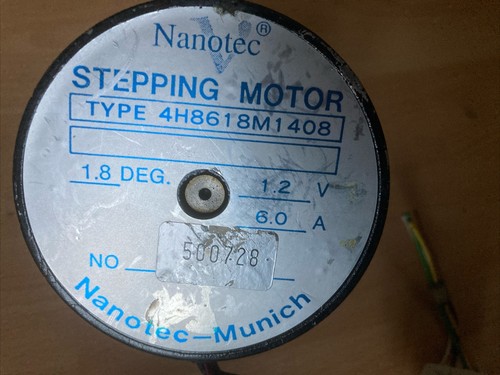 Nanotec®
STEPPING MOTOR
TYPE 4H8618M1408
1.8 DEG. 1.2 V
6.0 A
500728
NO
Nanotec-Munich